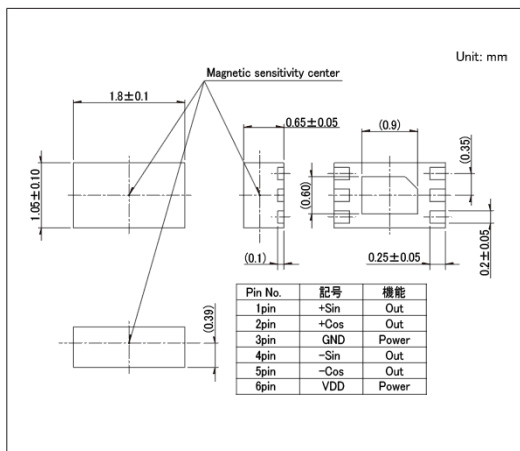 Unit: mm
Magnetic sensitivity center
1.8±0.1
0.65±0.05
(0.9)
(0.35)
1.05±0.10
(0.60)
(0.1)
0.25±0.05
0.2±0.05
(0.39)
Pin No. 記号 機能
1pin +Sin Out
2pin +Cos Out
3pin GND Power
4pin -Sin Out
5pin -Cos Out
6pin VDD Power